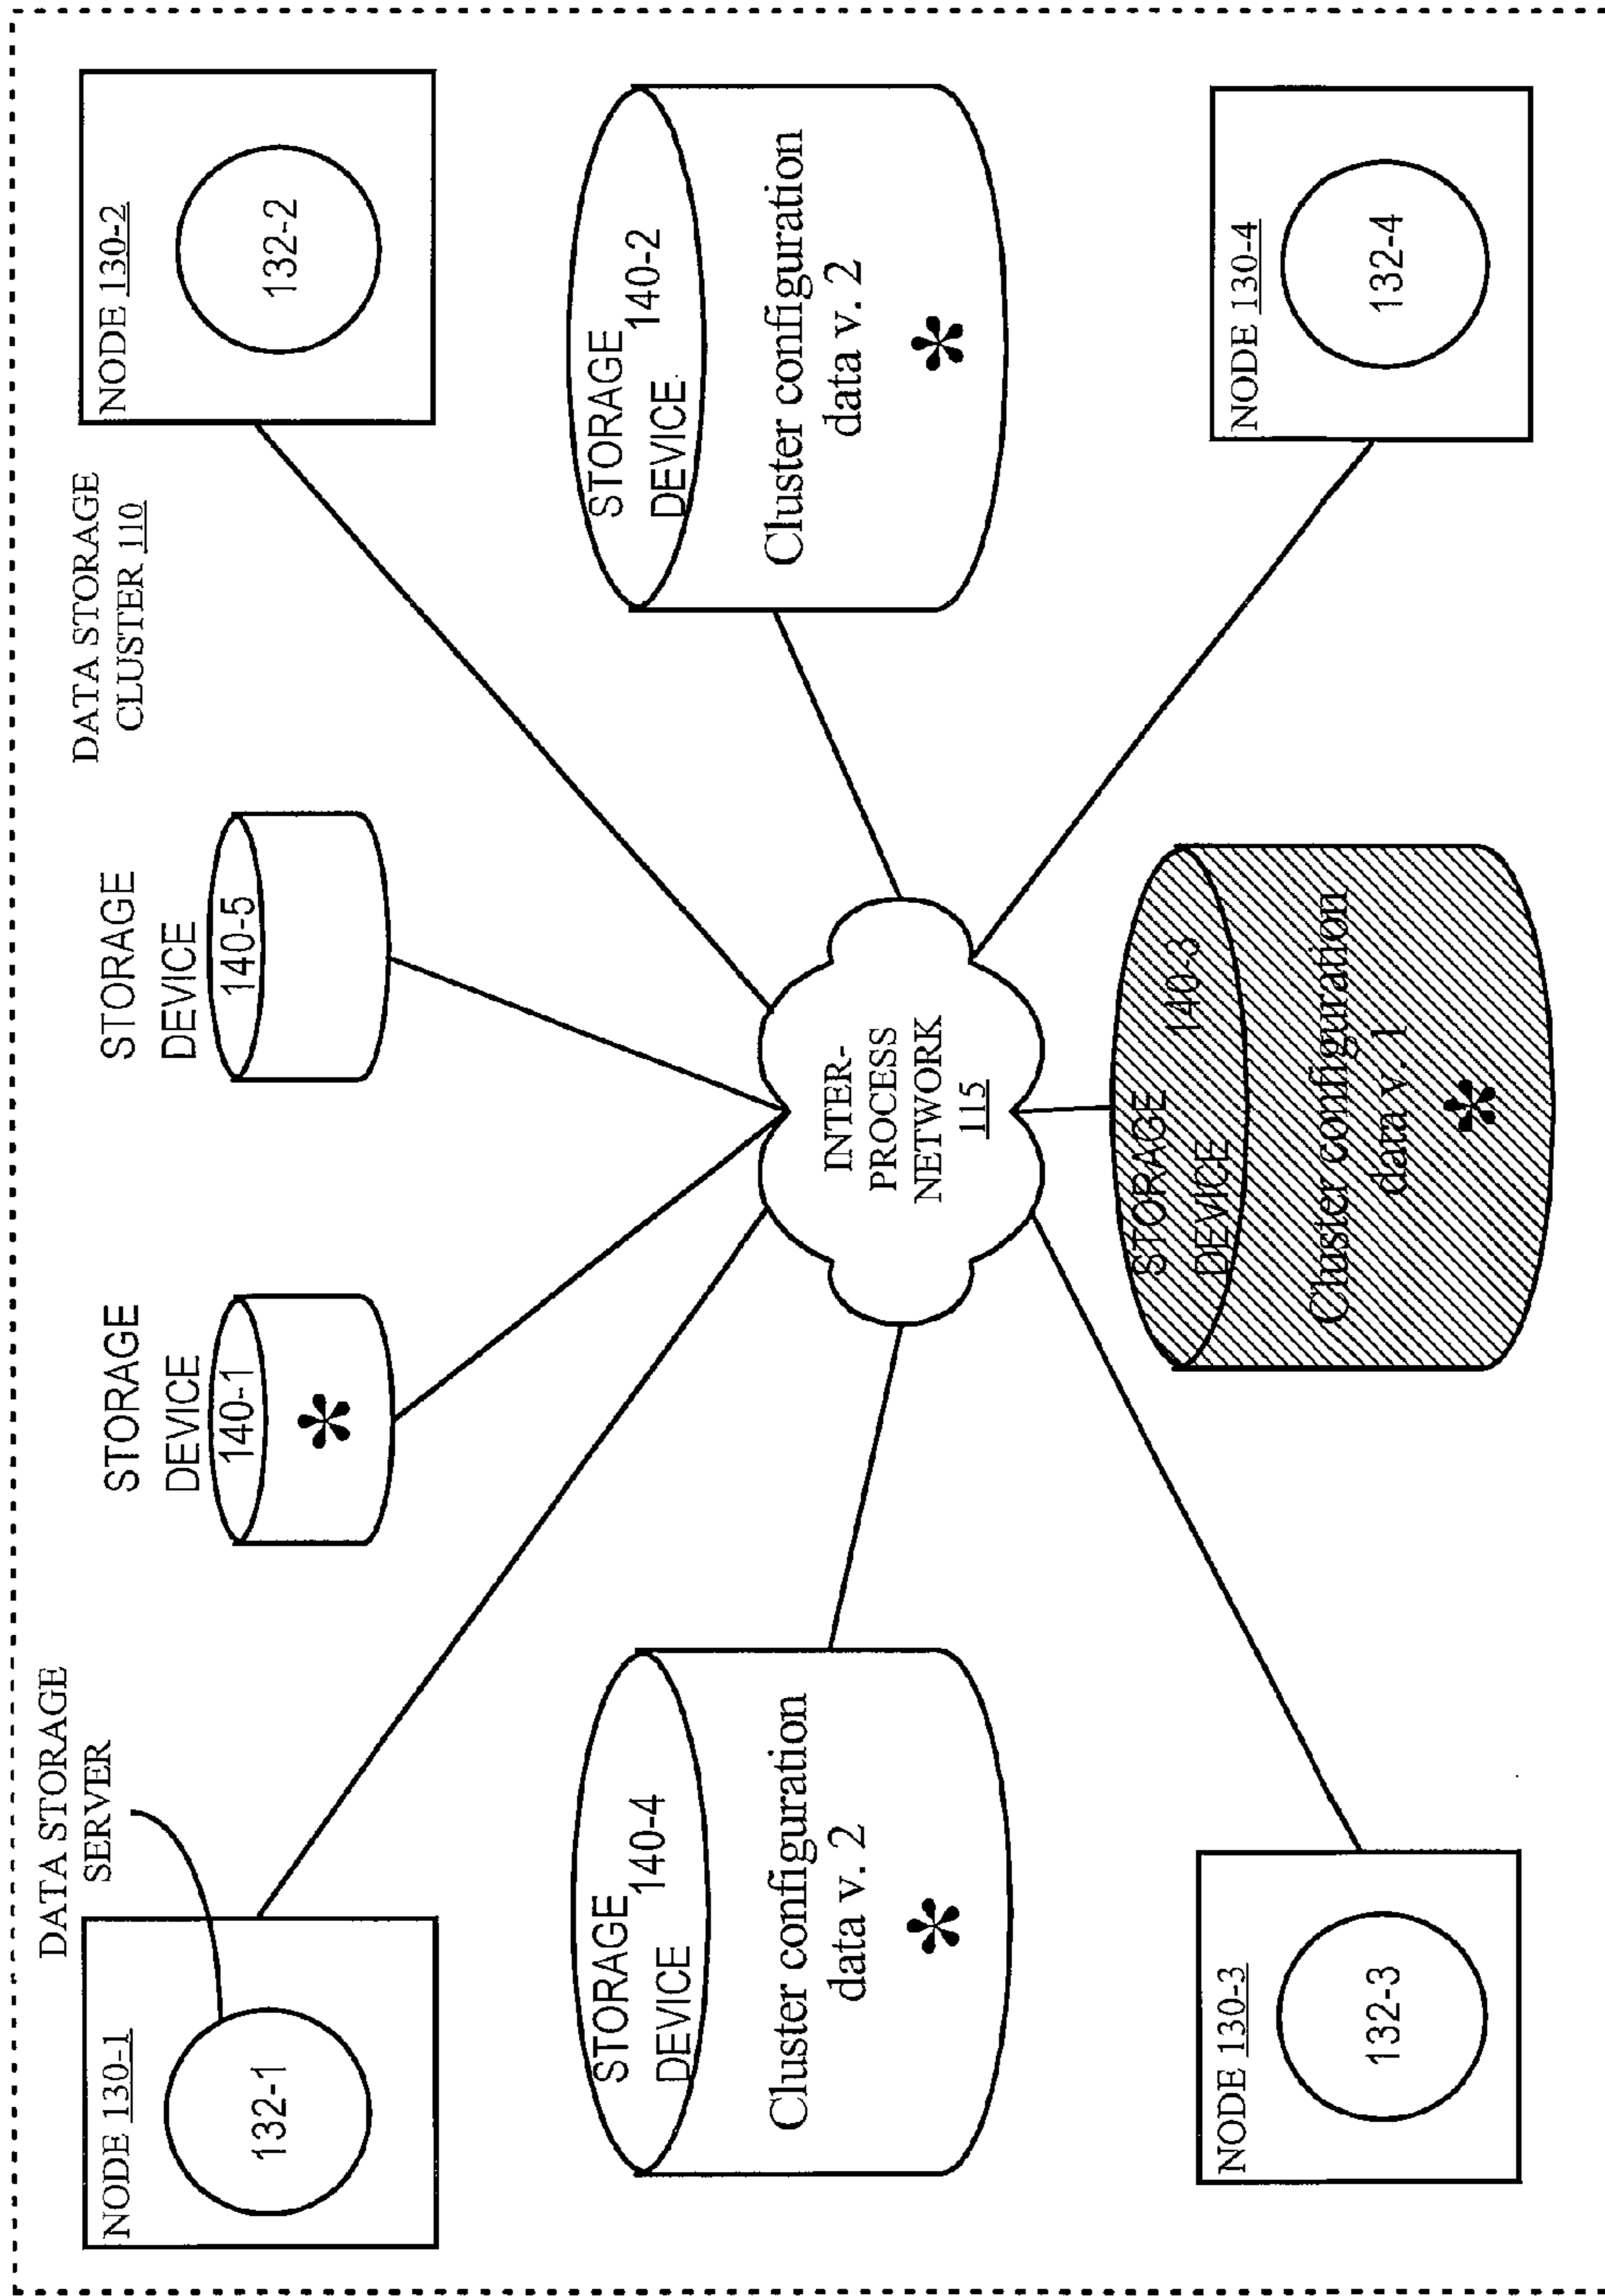 DATA STORAGE
SERVER
DATA STORAGE
CLUSTER 110
NODE 130-1
132-1
STORAGE
DEVICE
140-1
*
STORAGE
DEVICE
140-5
NODE 130-2
132-2
STORAGE
DEVICE 140-4
Cluster configuration
data v. 2
*
INTER-
PROCESS
NETWORK
115
STORAGE
DEVICE 140-2
Cluster configuration
data v. 2
*
NODE 130-3
132-3
STORAGE
DEVICE 140-3
Cluster configuration
data v. 1
*
NODE 130-4
132-4